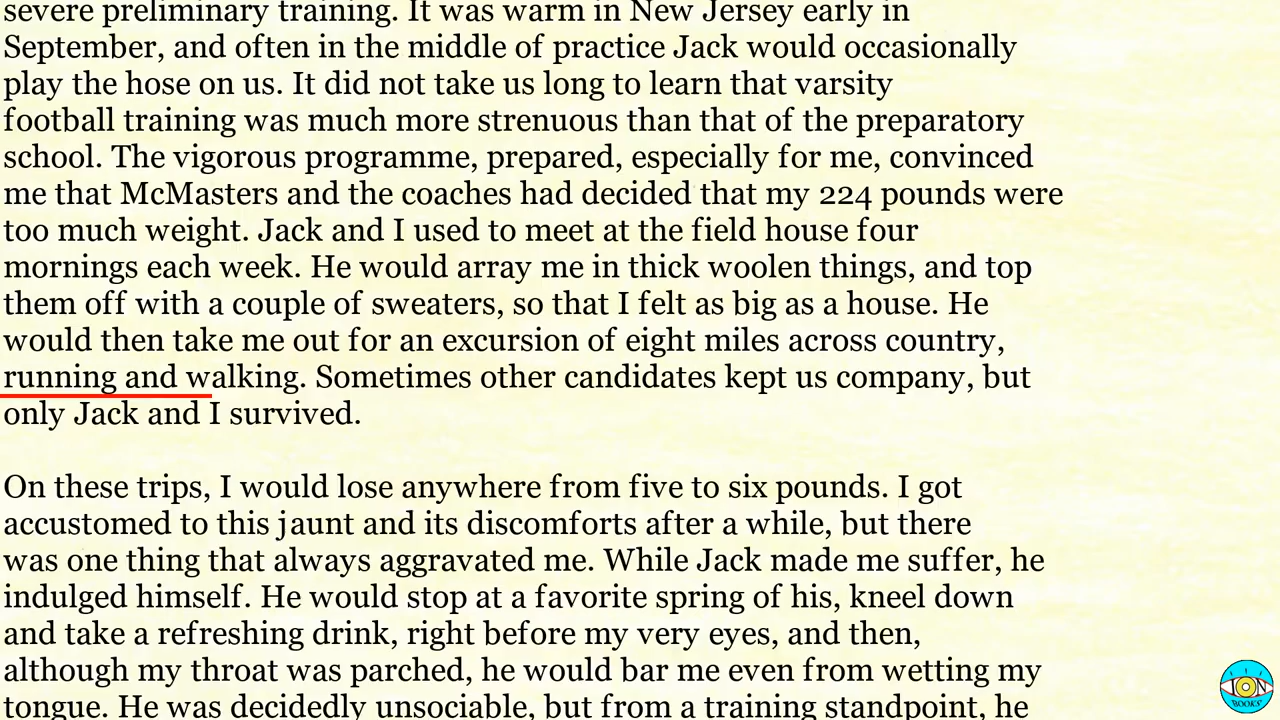 severe preliminary training. It was warm in New Jersey early in
September, and often in the middle of practice Jack would occasionally
play the hose on us. It did not take us long to learn that varsity
football training was much more strenuous than that of the preparatory
school. The vigorous programme, prepared, especially for me, convinced
me that McMasters and the coaches had decided that my 224 pounds were
too much weight. Jack and I used to meet at the field house four
mornings each week. He would array me in thick woolen things, and top
them off with a couple of sweaters, so that I felt as big as a house. He
would then take me out for an excursion of eight miles across country,
running and walking. Sometimes other candidates kept us company, but
only Jack and I survived.
On these trips, I would lose anywhere from five to six pounds. I got
accustomed to this jaunt and its discomforts after a while, but there
was one thing that always aggravated me. While Jack made me suffer, he
indulged himself. He would stop at a favorite spring of his, kneel down
and take a refreshing drink, right before my very eyes, and then,
although my throat was parched, he would bar me even from wetting my
tongue. He was decidedly unsociable, but from a training standpoint, he
ION
BOOKS